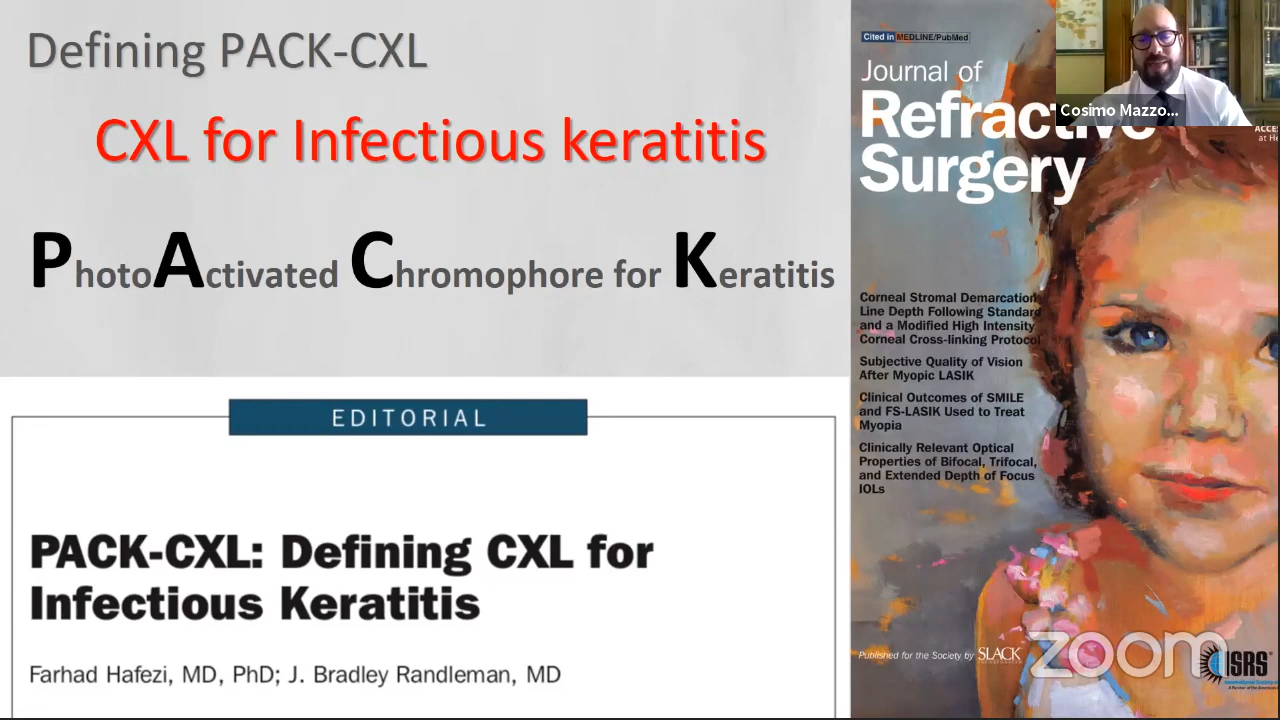 Defining PACK-CXL
CXL for Infectious keratitis
PhotoActivated Chromophore for Keratitis
EDITORIAL
PACK-CXL: Defining CXL for
Infectious Keratitis
Farhad Hafezi, MD, PhD; J. Bradley Randleman, MD
Cited in MEDLINE/PubMed
Journal of
Refractive
Surgery
Cosimo Mazzo...
Corneal Stromal Demarcation
Line Depth Following Standard
and a Modified High Intensity
Corneal Cross-linking Protocol
Subjective Quality of Vision
After Myopic LASIK
Clinical Outcomes of SMILE
and FS-LASIK Used to Treat
Myopia
Clinically Relevant Optical
Properties of Bifocal, Trifocal,
and Extended Depth of Focus
IOLs
Published for the Society by SLACK
zoom
ISRS